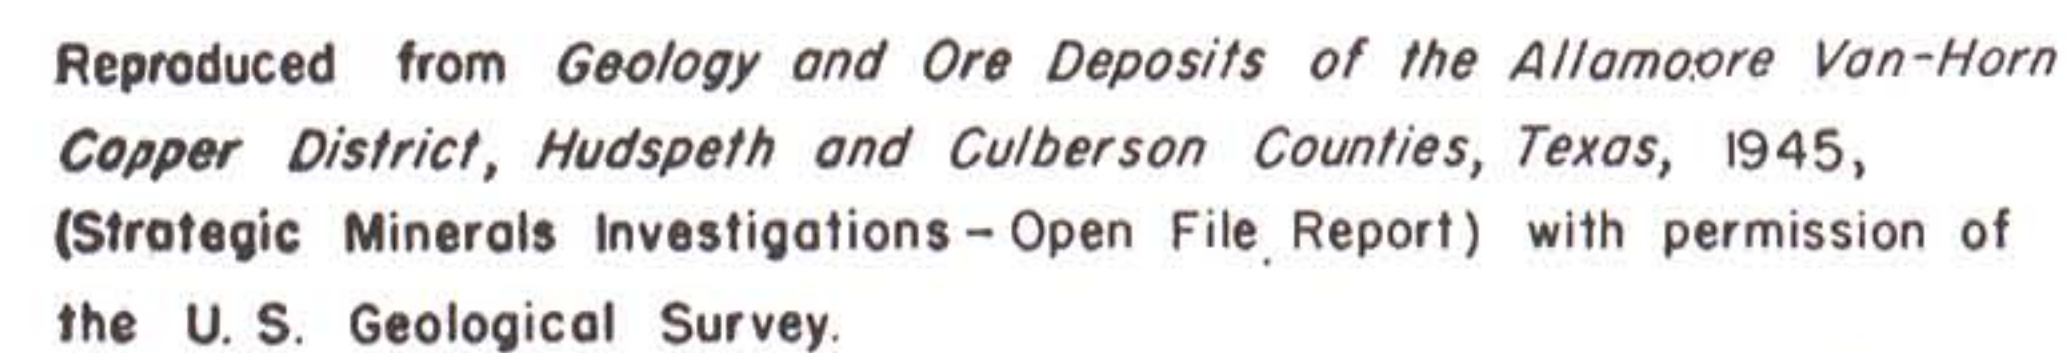 Reproduced from Geology and Ore Deposits of the Allamoore Van-Horn
Copper District, Hudspeth and Culberson Counties, Texas, 1945,
(Strategic Minerals Investigations – Open File Report) with permission of
the U. S. Geological Survey.